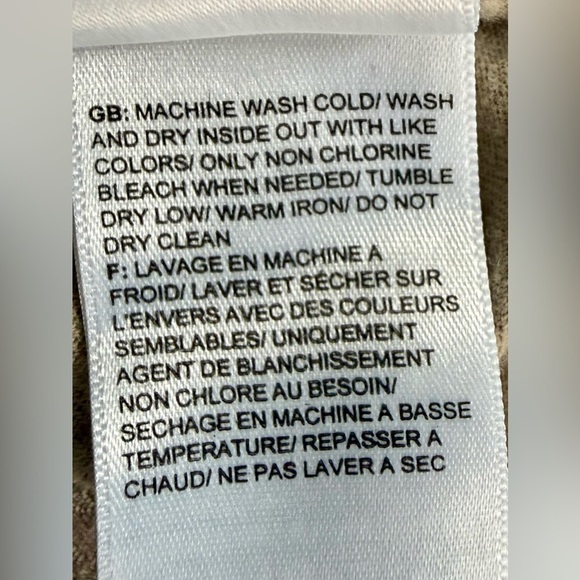 GB: MACHINE WASH COLD/ WASH
AND DRY INSIDE OUT WITH LIKE
COLORS/ ONLY NON CHLORINE
BLEACH WHEN NEEDED/ TUMBLE
DRY LOW/ WARM IRON/ DO NOT
DRY CLEAN
F: LAVAGE EN MACHINE A
FROID/ LAVER ET SÉCHER SUR
L'ENVERS AVEC DES COULEURS
SEMBLABLES/ UNIQUEMENT
AGENT DE BLANCHISSEMENT
NON CHLORE AU BESOIN/
SECHAGE EN MACHINE A BASSE
TEMPERATURE/ REPASSER A
CHAUD/ NE PAS LAVER A SEC